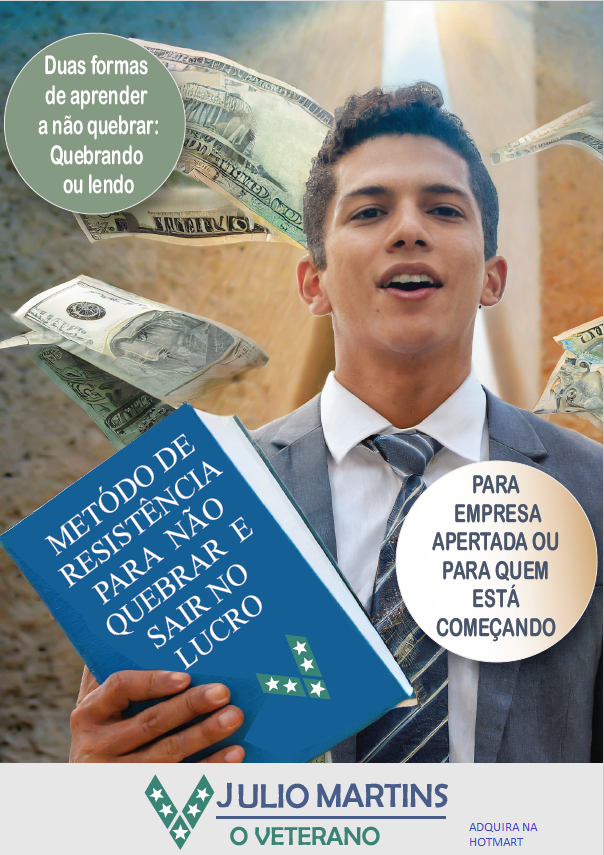 Duas formas
de aprender
a não quebrar:
Quebrando
ou lendo
METÓDO DE
RESISTÊNCIA
PARA NÃO
QUEBRAR E
SAIR NO
LUCRO
PARA
EMPRESA
APERTADA OU
PARA QUEM
ESTÁ
COMEÇANDO
JULIO MARTINS
O VETERANO
ADQUIRA NA
HOTMART